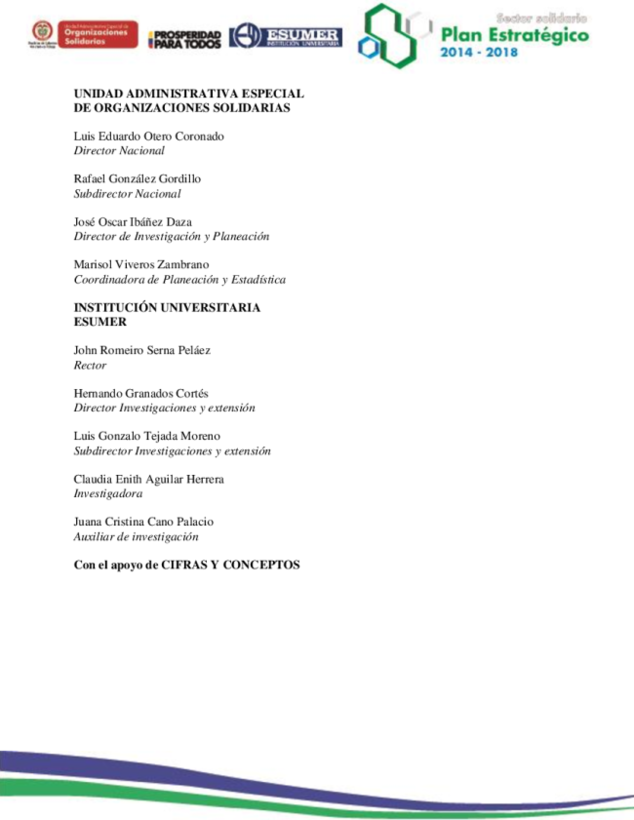 Unidad Administrativa Especial de
Organizaciones
Solidarias
PROSPERIDAD
PARA TODOS
ESUMER
INSTITUCIÓN UNIVERSITARIA
Sector solidario
Plan Estratégico
2014 - 2018
UNIDAD ADMINISTRATIVA ESPECIAL
DE ORGANIZACIONES SOLIDARIAS
Luis Eduardo Otero Coronado
Director Nacional
Rafael González Gordillo
Subdirector Nacional
José Oscar Ibáñez Daza
Director de Investigación y Planeación
Marisol Viveros Zambrano
Coordinadora de Planeación y Estadística
INSTITUCIÓN UNIVERSITARIA
ESUMER
John Romeiro Serna Peláez
Rector
Hernando Granados Cortés
Director Investigaciones y extensión
Luis Gonzalo Tejada Moreno
Subdirector Investigaciones y extensión
Claudia Enith Aguilar Herrera
Investigadora
Juana Cristina Cano Palacio
Auxiliar de investigación
Con el apoyo de CIFRAS Y CONCEPTOS